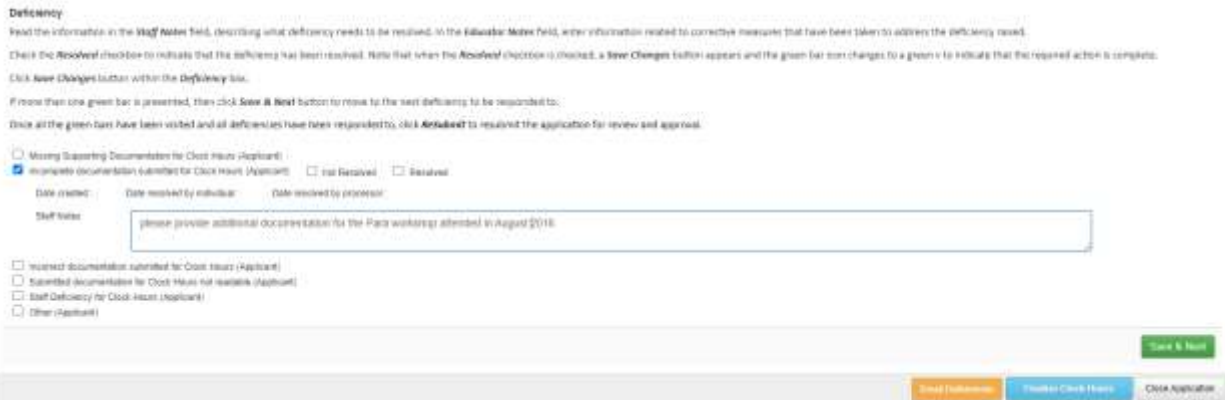 Deficiency
Read the information in the Staff Notes field, describing what deficiency needs to be resolved. In the Educator Notes field, enter information related to corrective measures that have been taken to address the deficiency noted.
Check the Resolved checkbox to indicate that the deficiency has been resolved. Note that when the Resolved checkbox is checked, a Save Changes button appears and the green bar icon changes to a green to indicate that the required action is complete.
Click Save Changes button within the Deficiency box.
If more than one green bar is presented, then click Save & Next button to move to the next deficiency to be responded to.
Once all the green bars have been visited and all deficiencies have been responded to, click Resubmit to resubmit the application for review and approval.
Missing Supporting Documentation for Clock Hours (Applicant)
Incomplete documentation submitted for Clock Hours (Applicant) not Resolved Resolved
Date created: Date resolved by individual: Date resolved by processor:
Staff Notes
please provide additional documentation for the Para workshop attended in August
Incorrect documentation submitted for Clock Hours (Applicant)
Submitted documentation for Clock Hours not readable (Applicant)
Staff Deficiency for Clock Hours (Applicant)
Other (Applicant)
Save & Next
Email Deficiencies Clock Hours Close Application